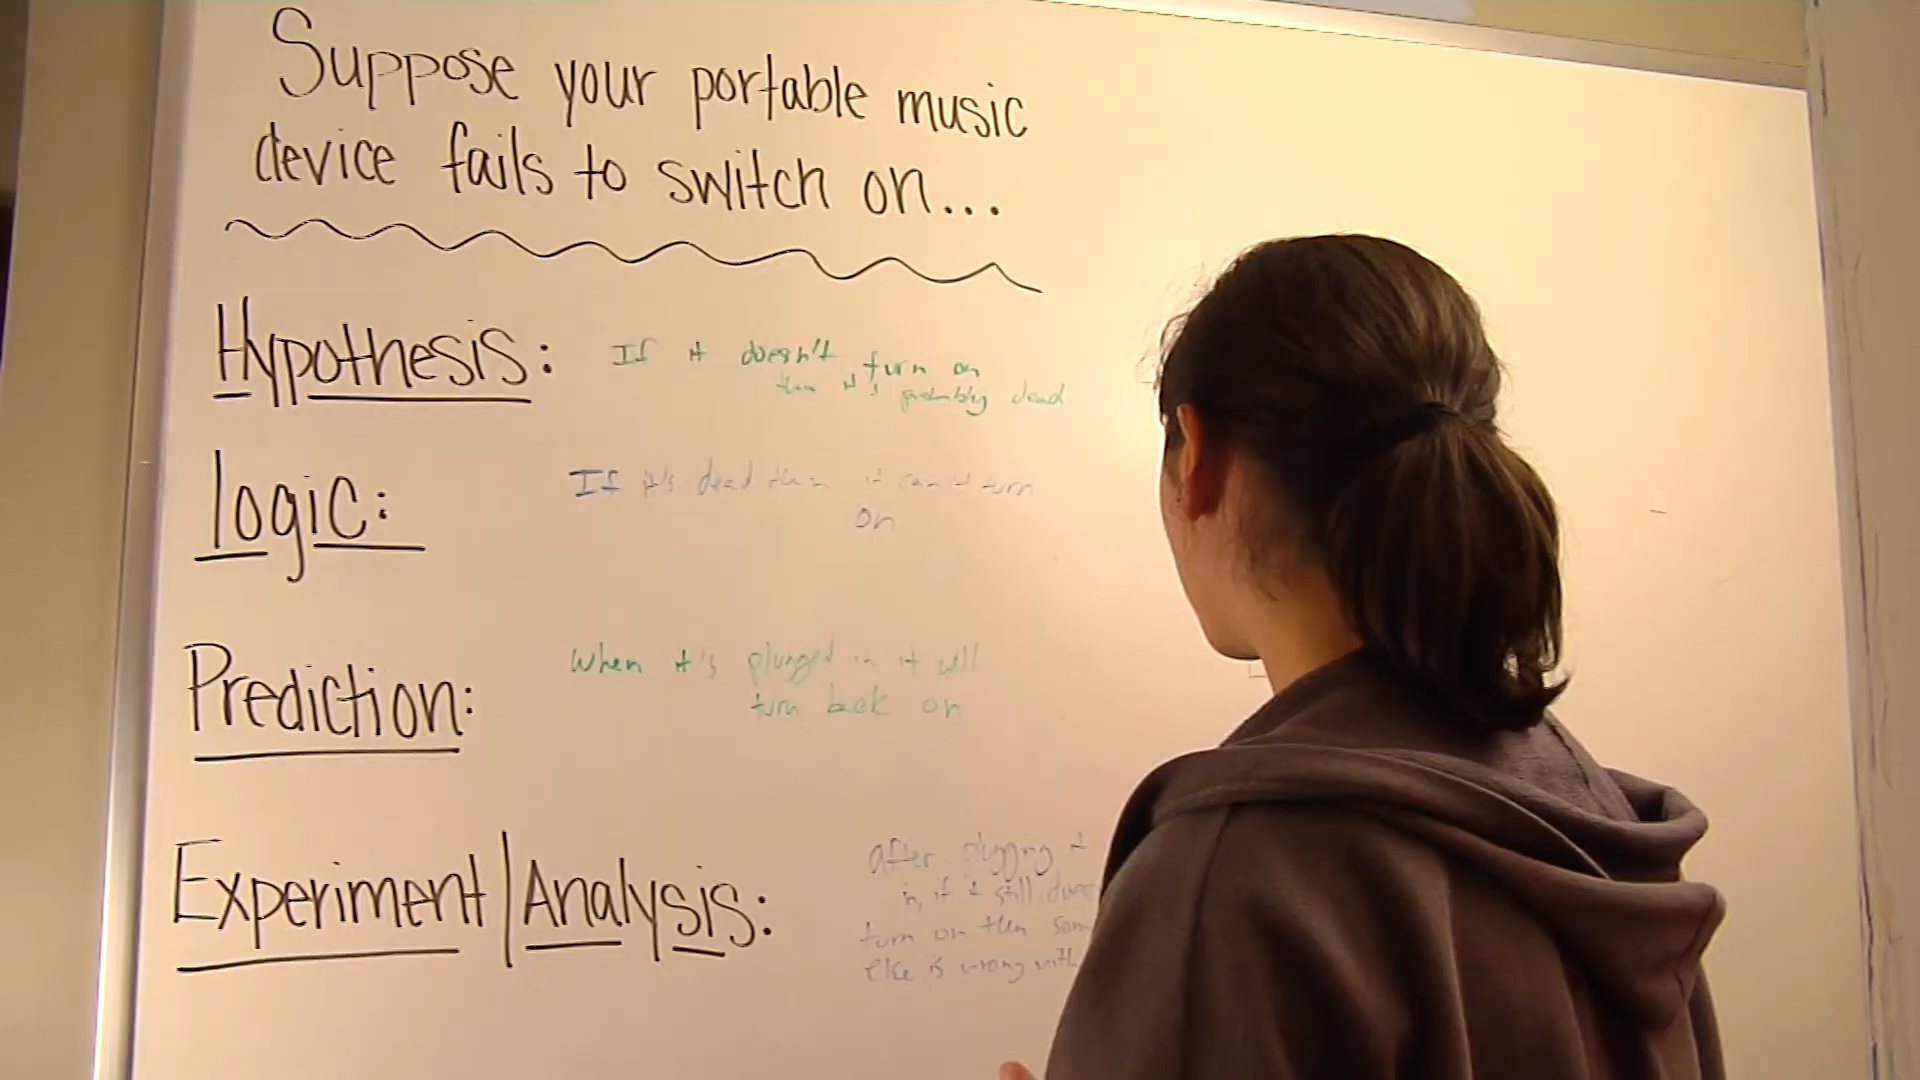 Suppose your portable music
device fails to switch on...
Hypothesis: If it doesn't turn on
then it's probably dead
Logic: If it's dead then it can't turn
on
Prediction: When it's plugged in it will
turn back on
Experiment/Analysis: after plugging it
in, if it still
turn on then
else is wrong with